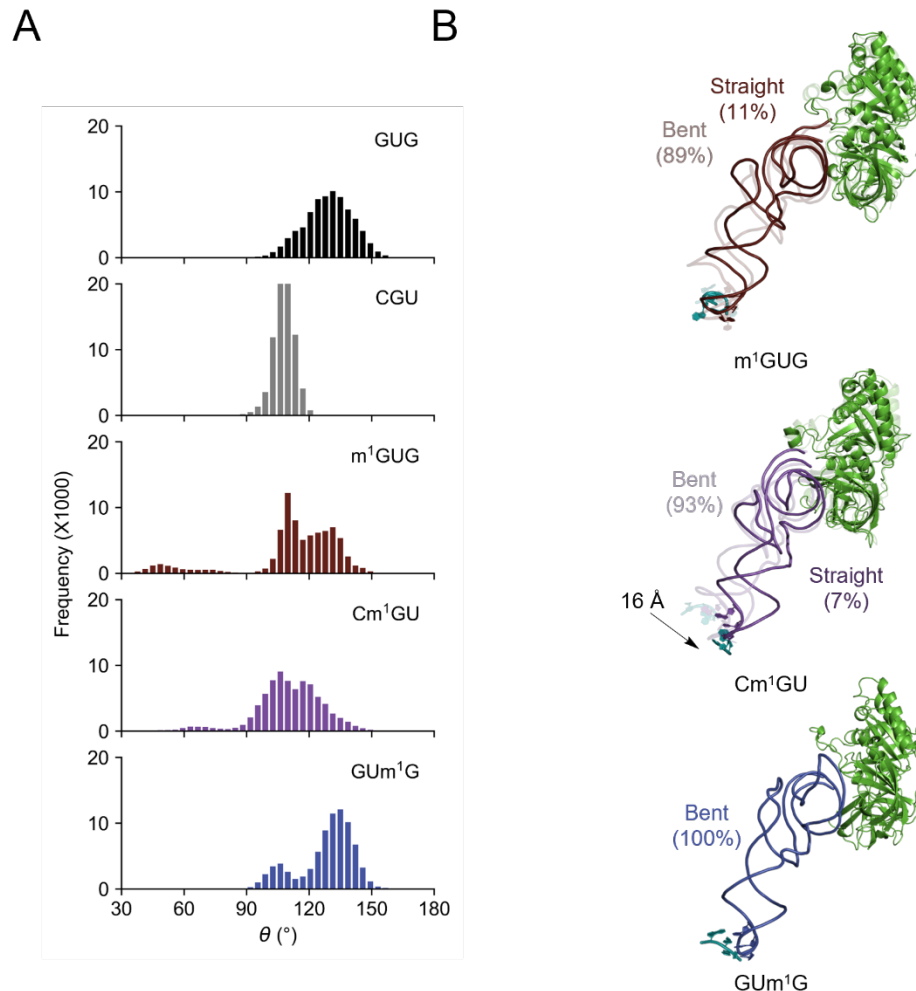 A
B
20
10
0
GUG
20
10
0
CGU
20
10
0
m¹GUG
20
10
0
Cm¹GU
20
10
0
GUm¹G
30 60 90 120 150 180
θ (°)
Frequency (X1000)
Straight
(11%)
Bent
(89%)
m¹GUG
Bent
(93%)
Straight
(7%)
16 Å
Cm¹GU
Bent
(100%)
GUm¹G